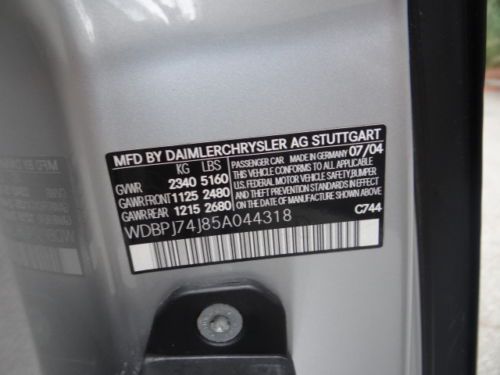 MFD BY DAIMLERCHRYSLER AG STUTTGART
KG LBS PASSENGER CAR MADE IN GERMANY 07/04
GVWR 2340 5160 THIS VEHICLE CONFORMS TO ALL APPLICABLE
GAWR FRONT 1125 2480 U.S. FEDERAL MOTOR VEHICLE SAFETY, BUMPER
GAWR REAR 1215 2680 AND THEFT PREVENTION STANDARDS IN EFFECT
ON THE DATE OF MANUFACTURE SHOWN ABOVE
WDBPJ74J85A044318 C744